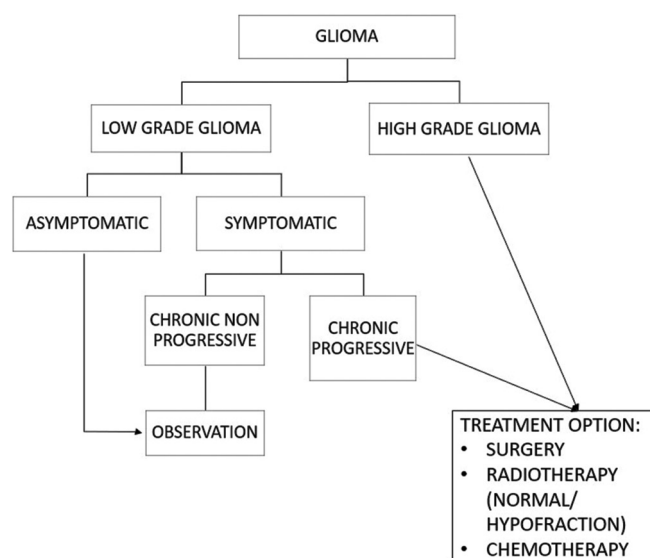 GLIOMA
LOW GRADE GLIOMA
HIGH GRADE GLIOMA
ASYMPTOMATIC
SYMPTOMATIC
CHRONIC NON
PROGRESSIVE
CHRONIC
PROGRESSIVE
OBSERVATION
TREATMENT OPTION:
• SURGERY
• RADIOTHERAPY
(NORMAL/
HYPOFRACTION)
• CHEMOTHERAPY